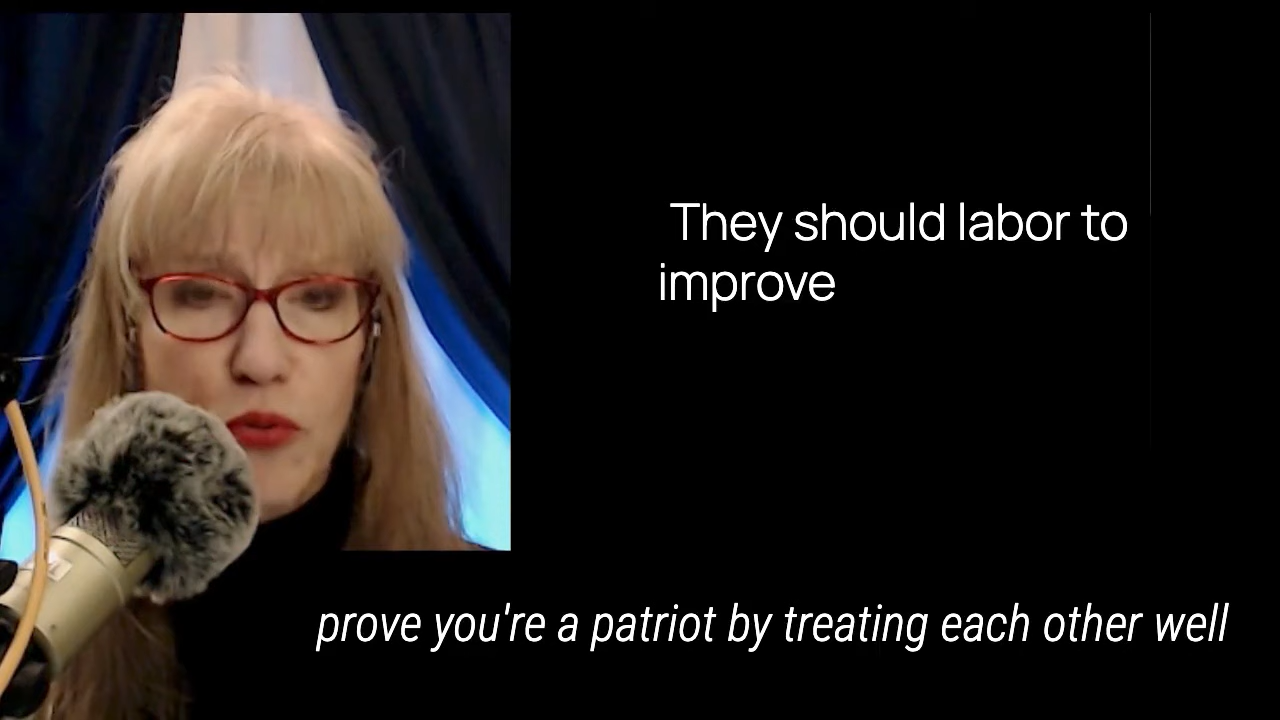 They should labor to
improve
prove you're a patriot by treating each other well